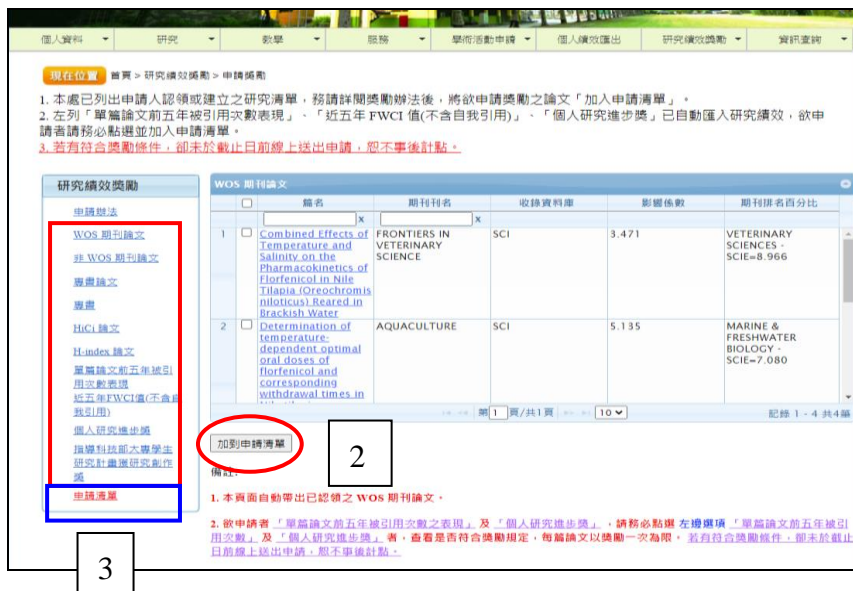 個人資料 研究 教學 服務 學術活動申請 個人績效匯出 研究績效獎勵 資訊查詢
現在位置 首頁 > 研究績效獎勵 > 申請獎勵
1. 本處已列出申請人認領或建立之研究清單，務請詳閱獎勵辦法後，將欲申請獎勵之論文「加入申請清單」。
2. 左列「單篇論文前五年被引用次數表現」、「近五年 FWCI 值(不含自我引用)」、「個人研究進步獎」已自動匯入研究績效，欲申
請者請務必點選並加入申請清單。
3. 若有符合獎勵條件，卻未於截止日前線上送出申請，恕不事後計點。
研究績效獎勵
申請辦法
WOS 期刊論文
非 WOS 期刊論文
專書論文
專書
HiCi 論文
H-index 論文
單篇論文前五年被引
用次數表現
近五年FWCI值(不含自
我引用)
個人研究進步獎
指導科技部大專學生
研究計畫獲研究創作
獎
申請清單
3
WOS 期刊論文
篇名 期刊刊名 收錄資料庫 影響係數 期刊排名百分比
x x
1 Combined Effects of Temperature and Salinity on the Pharmacokinetics of Florfenicol in Nile Tilapia (Oreochromis niloticus) Reared in Brackish Water
FRONTIERS IN VETERINARY SCIENCE
SCI
3.471
VETERINARY SCIENCES - SCIE=8.966
2 Determination of temperature-dependent optimal oral doses of florfenicol and corresponding withdrawal times in
AQUACULTURE
SCI
5.135
MARINE & FRESHWATER BIOLOGY - SCIE=7.080
第 1 頁/共1頁 10 記錄 1 - 4 共4筆
加到申請清單
2
備註:
1. 本頁面自動帶出已認領之 WOS 期刊論文。
2. 欲申請者 「單篇論文前五年被引用次數之表現」 及 「個人研究進步獎」 ，請務必點選 左邊選項 「單篇論文前五年被引
用次數」 及 「個人研究進步獎」 者，查看是否符合獎勵規定，每篇論文以獎勵一次為限。 若有符合獎勵條件，卻未於截止
日前線上送出申請，恕不事後計點。